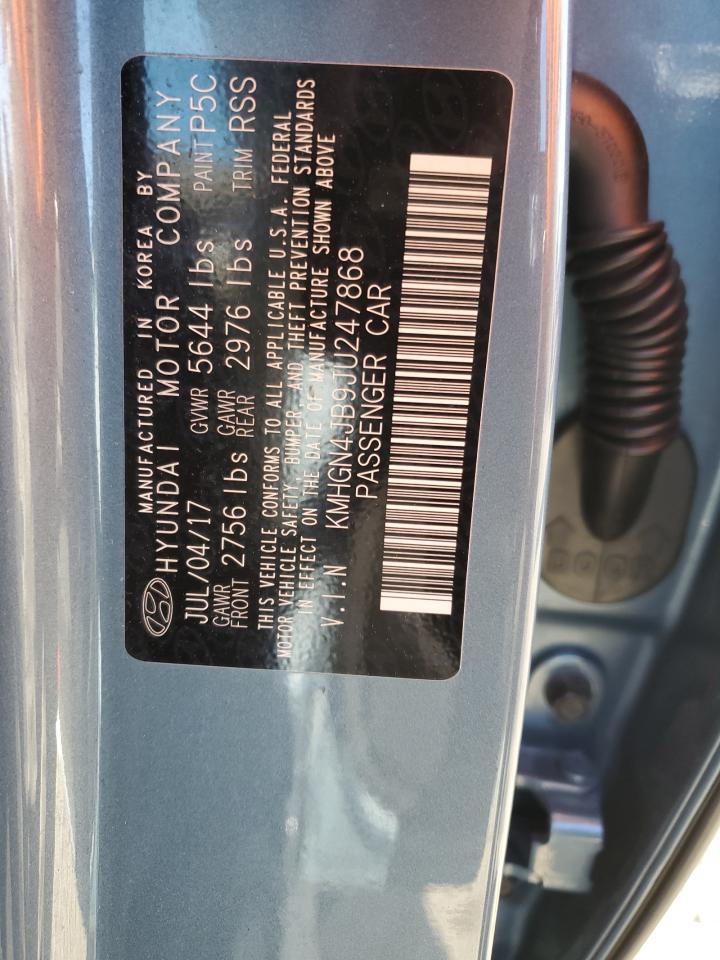 MANUFACTURED IN KOREA BY
HYUNDAI MOTOR COMPANY
JUL/04/17 GVWR 5644 lbs PAINT P5C
GAWR FRONT 2756 lbs GAWR REAR 2976 lbs TRIM RSS
THIS VEHICLE CONFORMS TO ALL APPLICABLE U.S.A. FEDERAL
MOTOR VEHICLE SAFETY, BUMPER, AND THEFT PREVENTION STANDARDS
IN EFFECT ON THE DATE OF MANUFACTURE SHOWN ABOVE
V.I.N KMHGN4JB9JU247868
PASSENGER CAR